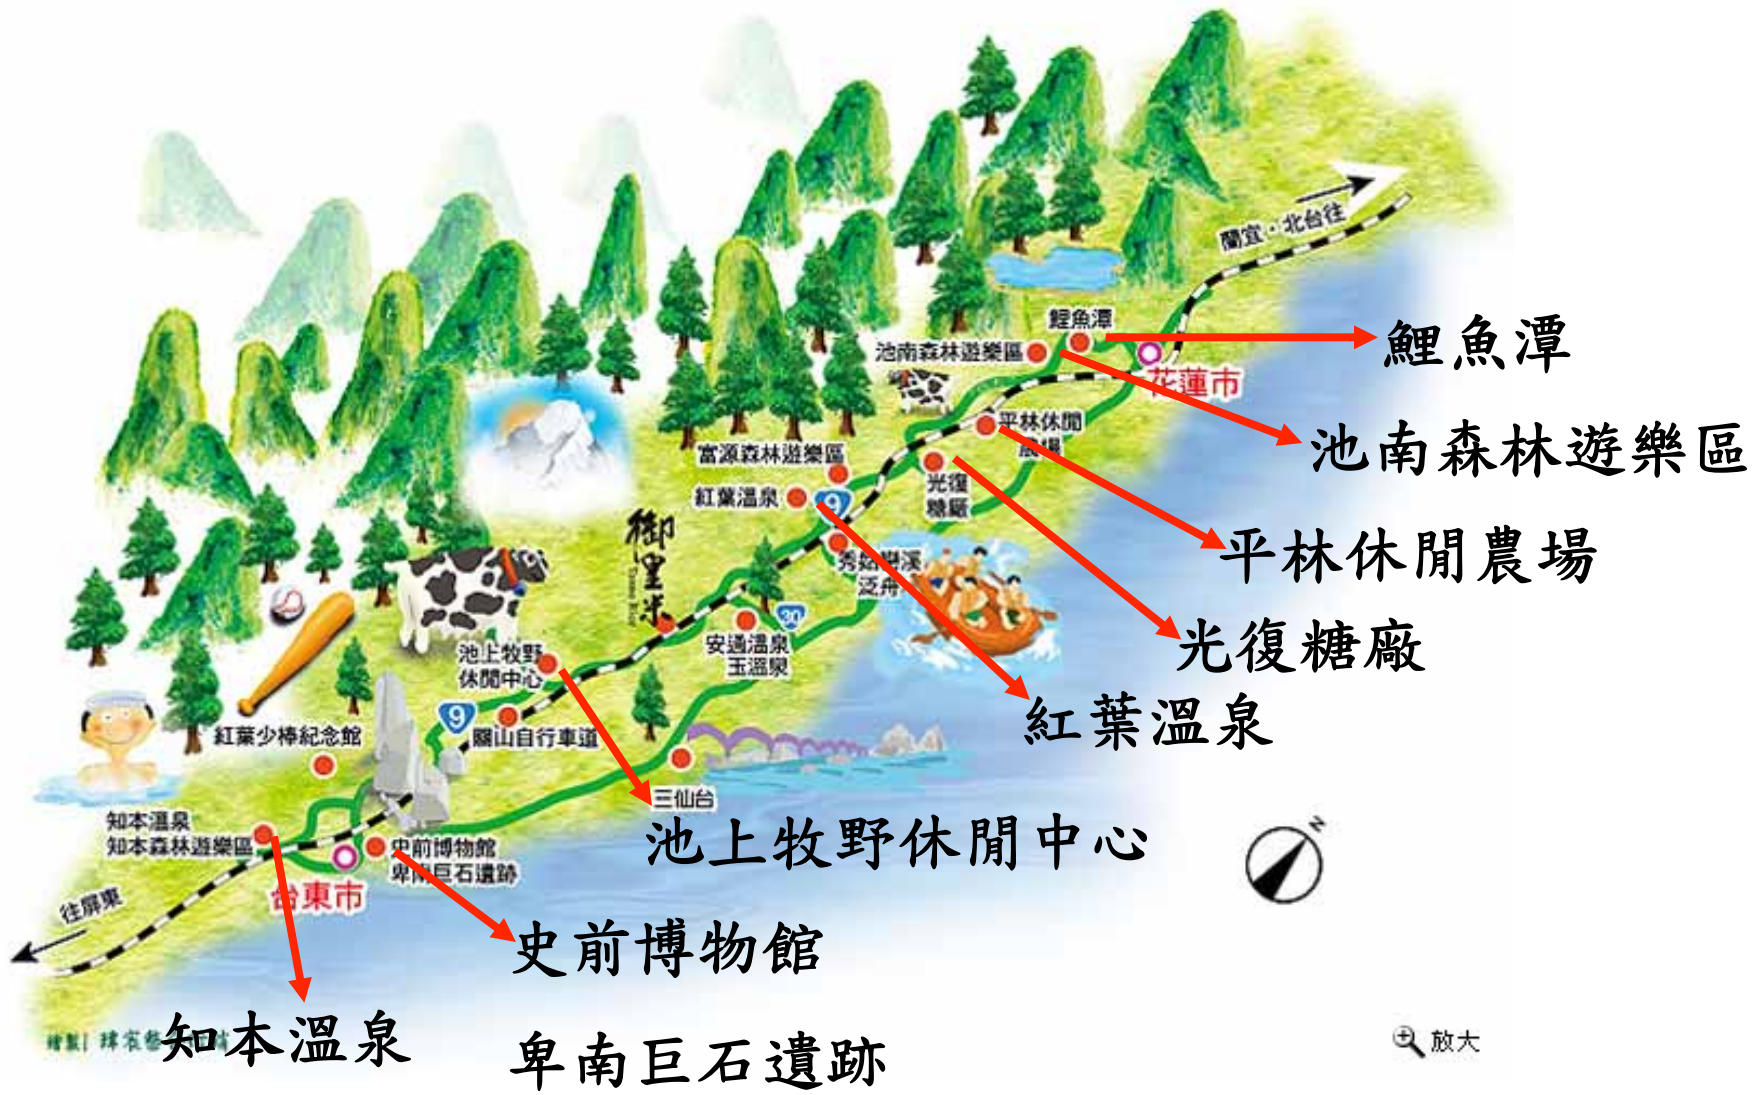 蘭宜・北台往
鯉魚潭
池南森林遊樂區
花蓮市
平林休閒
農場
富源森林遊樂區
紅葉溫泉
9
光復
糖廠
御里米
秀姑巒溪
泛舟
30
安通溫泉
玉溫泉
池上牧野
休閒中心
9
關山自行車道
紅葉少棒紀念館
三仙台
知本溫泉
知本森林遊樂區
史前博物館
卑南巨石遺跡
台東市
往屏東
鯉魚潭
池南森林遊樂區
平林休閒農場
光復糖廠
紅葉溫泉
池上牧野休閒中心
史前博物館
卑南巨石遺跡
知本溫泉
N
放大